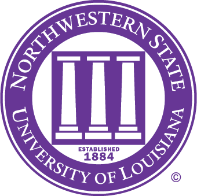 NORTHWESTERN STATE
UNIVERSITY OF LOUISIANA
ESTABLISHED
1884
©